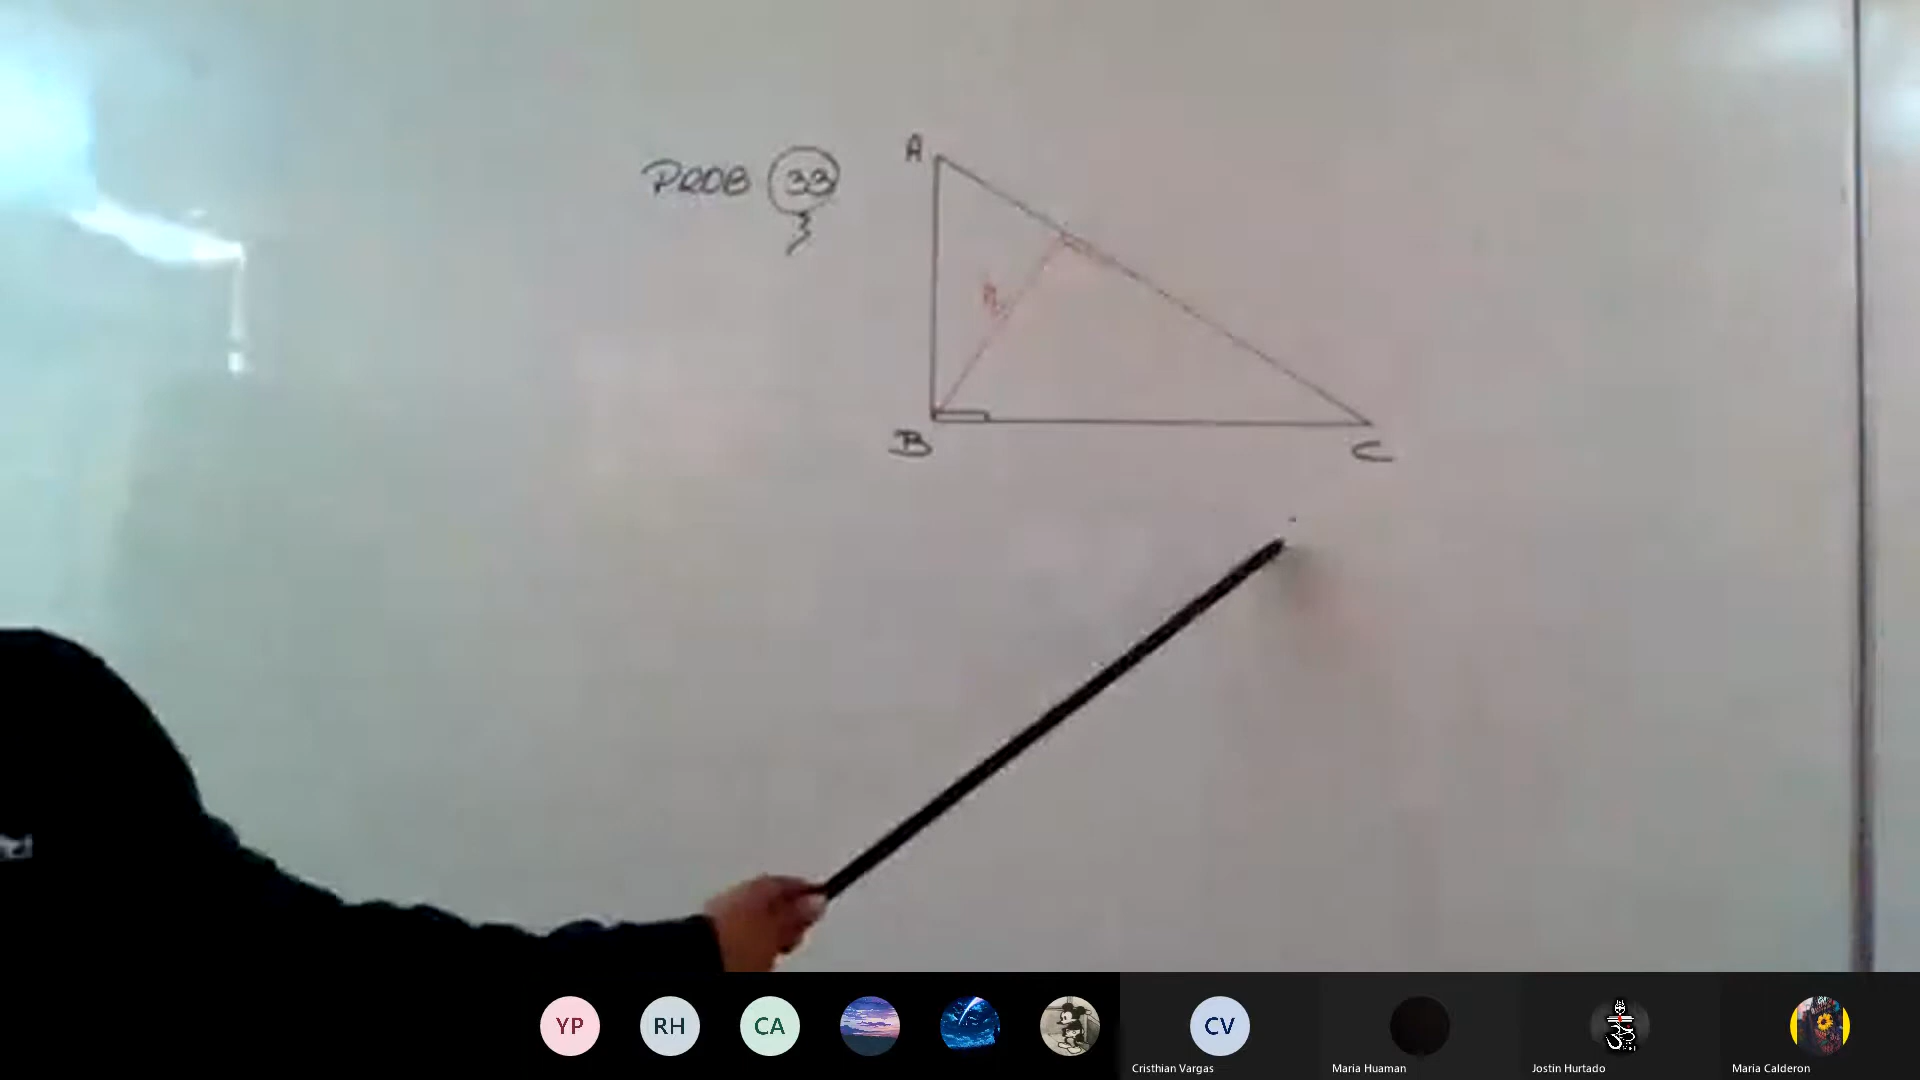 PROB 33
A
h
B
C
YP RH CA CV
Cristhian Vargas Maria Huaman Jostin Hurtado Maria Calderon